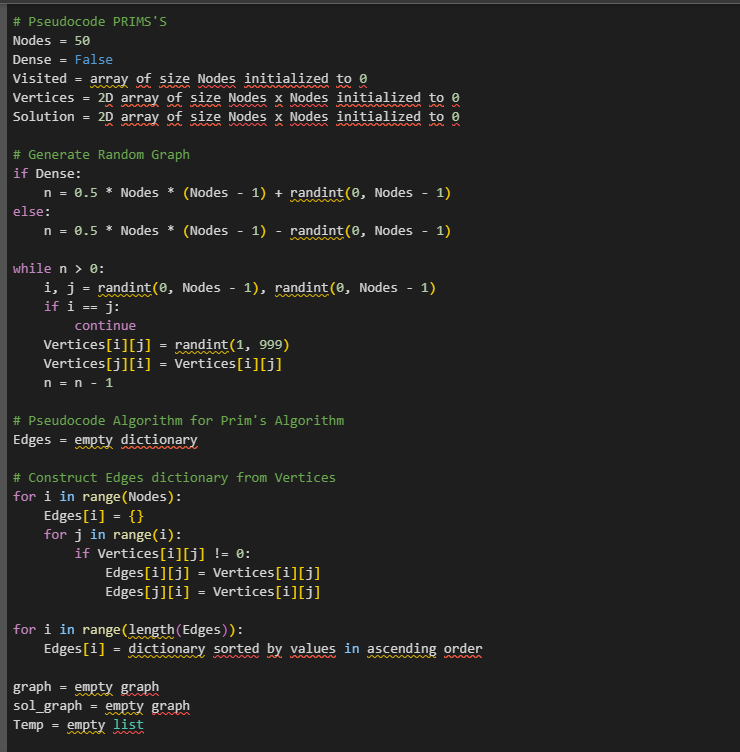 # Pseudocode PRIMS'S
Nodes = 50
Dense = False
Visited = array of size Nodes initialized to 0
Vertices = 2D array of size Nodes x Nodes initialized to 0
Solution = 2D array of size Nodes x Nodes initialized to 0

# Generate Random Graph
if Dense:
    n = 0.5 * Nodes * (Nodes - 1) + randint(0, Nodes - 1)
else:
    n = 0.5 * Nodes * (Nodes - 1) - randint(0, Nodes - 1)

while n > 0:
    i, j = randint(0, Nodes - 1), randint(0, Nodes - 1)
    if i == j:
        continue
    Vertices[i][j] = randint(1, 999)
    Vertices[j][i] = Vertices[i][j]
    n = n - 1

# Pseudocode Algorithm for Prim's Algorithm
Edges = empty dictionary

# Construct Edges dictionary from Vertices
for i in range(Nodes):
    Edges[i] = {}
    for j in range(i):
        if Vertices[i][j] != 0:
            Edges[i][j] = Vertices[i][j]
            Edges[j][i] = Vertices[i][j]

for i in range(length(Edges)):
    Edges[i] = dictionary sorted by values in ascending order

graph = empty graph
sol_graph = empty graph
Temp = empty list